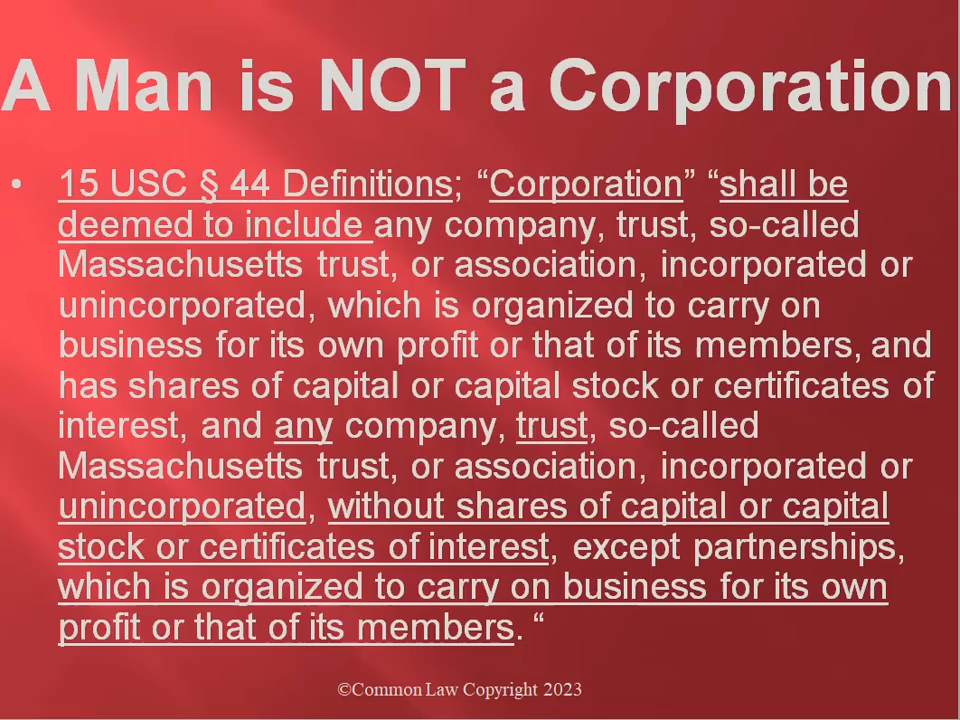 A Man is NOT a Corporation
• 15 USC § 44 Definitions; “Corporation” “shall be
deemed to include any company, trust, so-called
Massachusetts trust, or association, incorporated or
unincorporated, which is organized to carry on
business for its own profit or that of its members, and
has shares of capital or capital stock or certificates of
interest, and any company, trust, so-called
Massachusetts trust, or association, incorporated or
unincorporated, without shares of capital or capital
stock or certificates of interest, except partnerships,
which is organized to carry on business for its own
profit or that of its members. “
©Common Law Copyright 2023